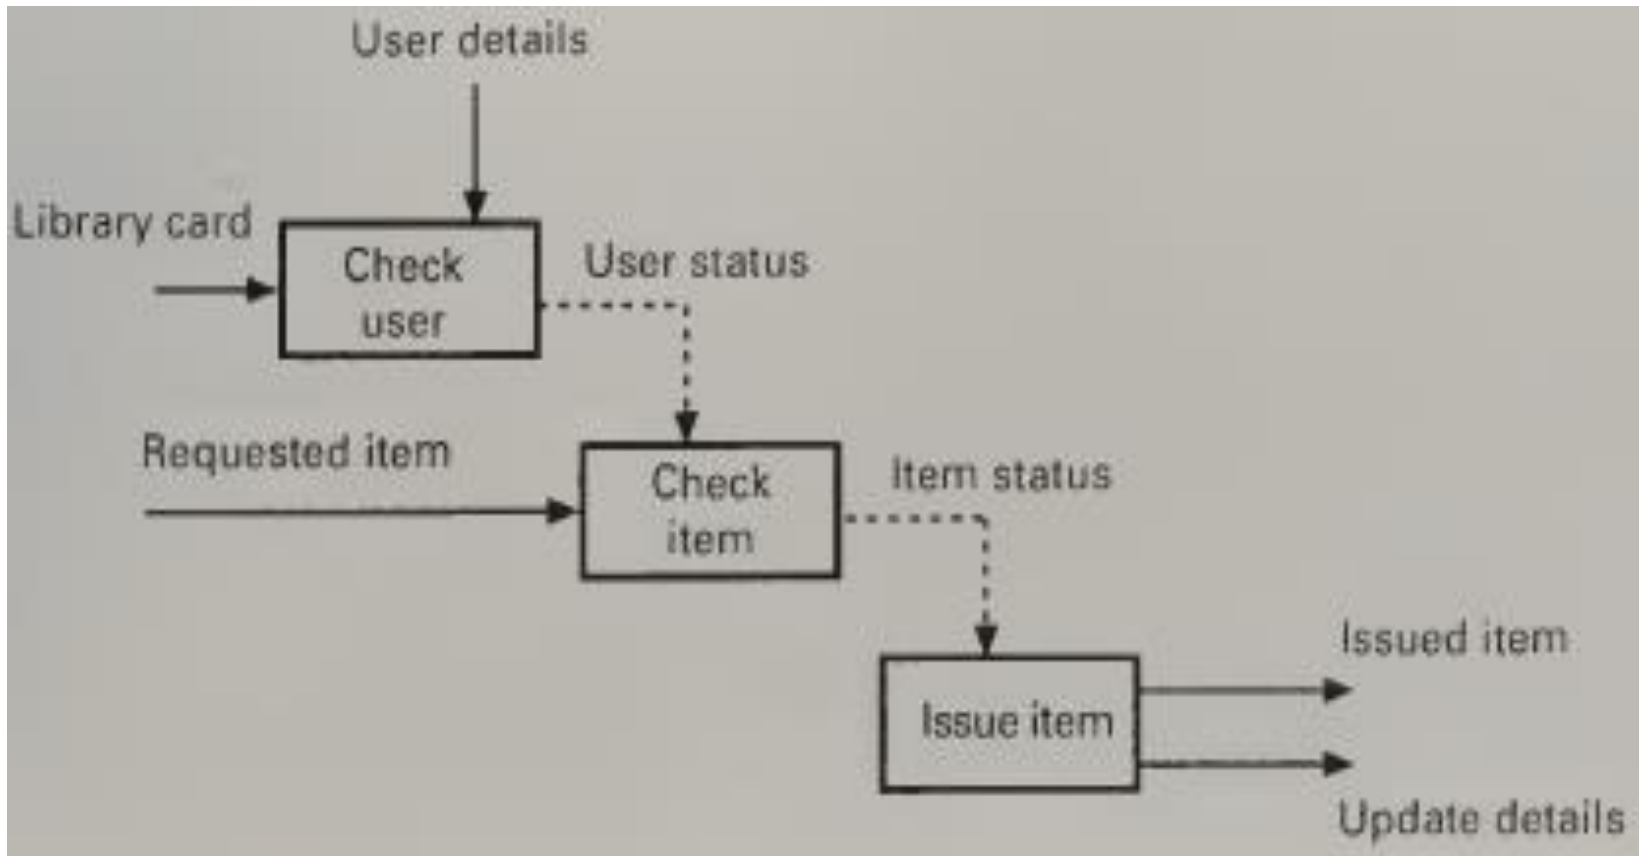 User details
Library card
Check
user
User status
Requested item
Check
item
Item status
Issue item
Issued item
Update details